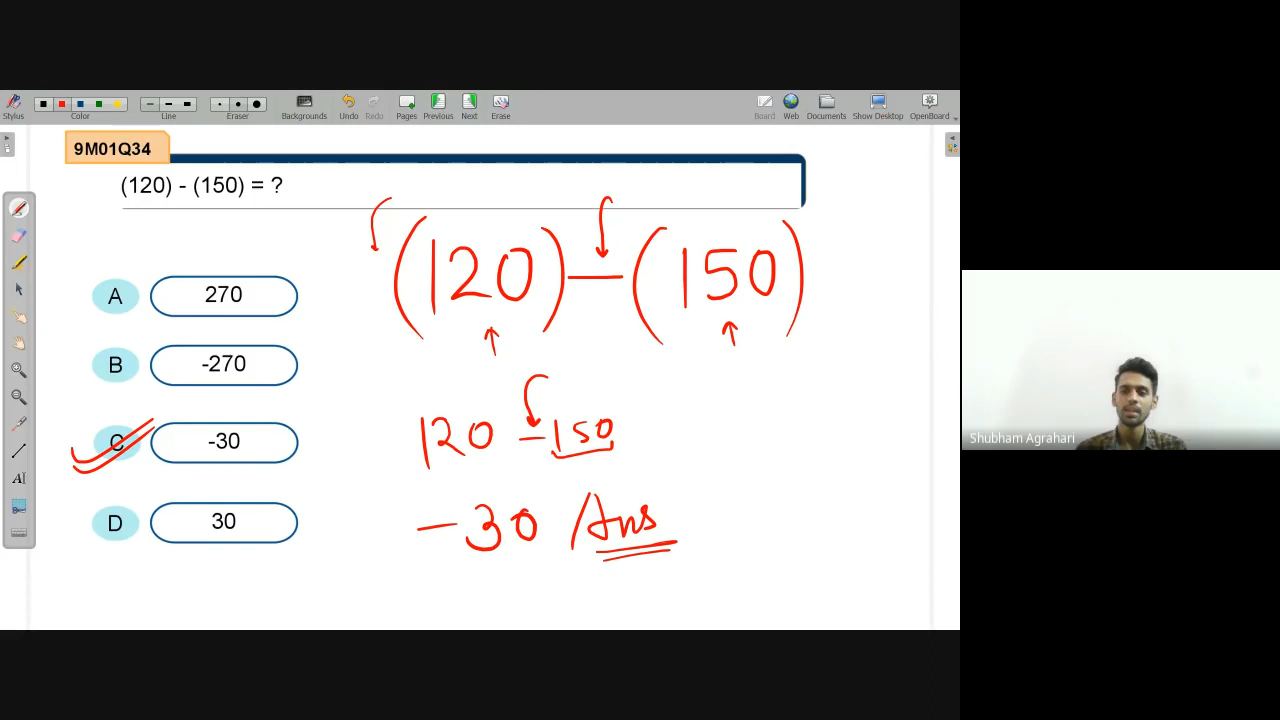 Stylus Color Line Eraser Backgrounds Undo Redo Pages Previous Next Erase Board Web Documents Show Desktop OpenBoard
9M01Q34
(120) - (150) = ?
(120) — (150)
A 270
B -270
120 - 150
C -30
- 30 Ans
D 30
Shubham Agrahari